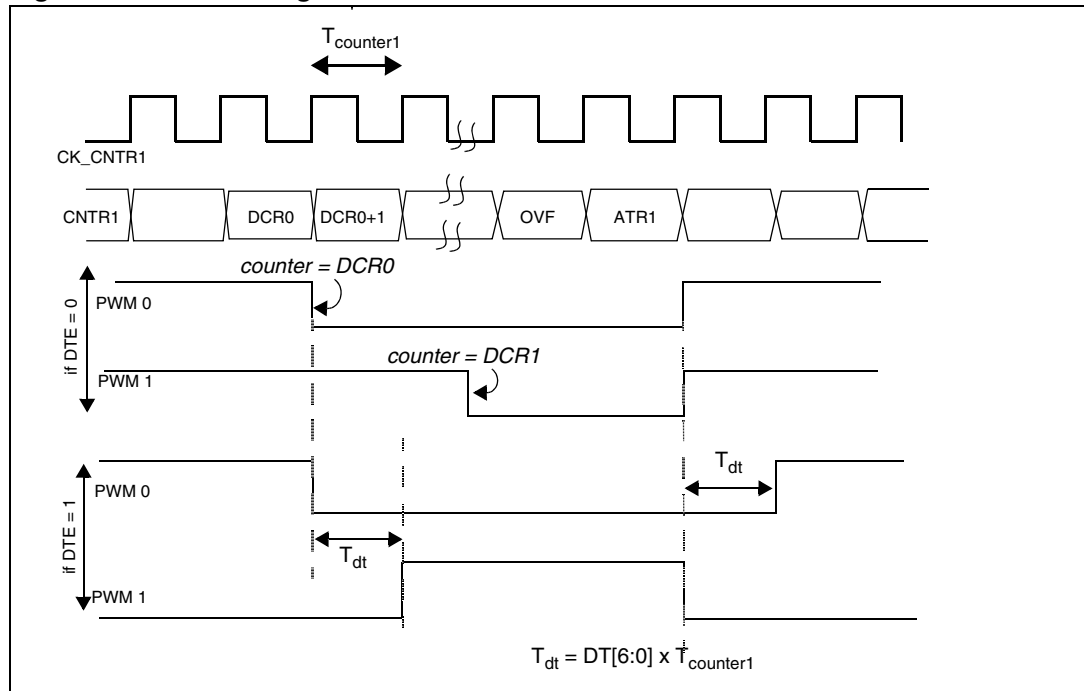 T_counter1
CK_CNTR1
CNTR1
DCR0
DCR0+1
OVF
ATR1
counter = DCR0
if DTE = 0
PWM 0
counter = DCR1
PWM 1
if DTE = 1
PWM 0
T_dt
T_dt
PWM 1
T_dt = DT[6:0] x T_counter1